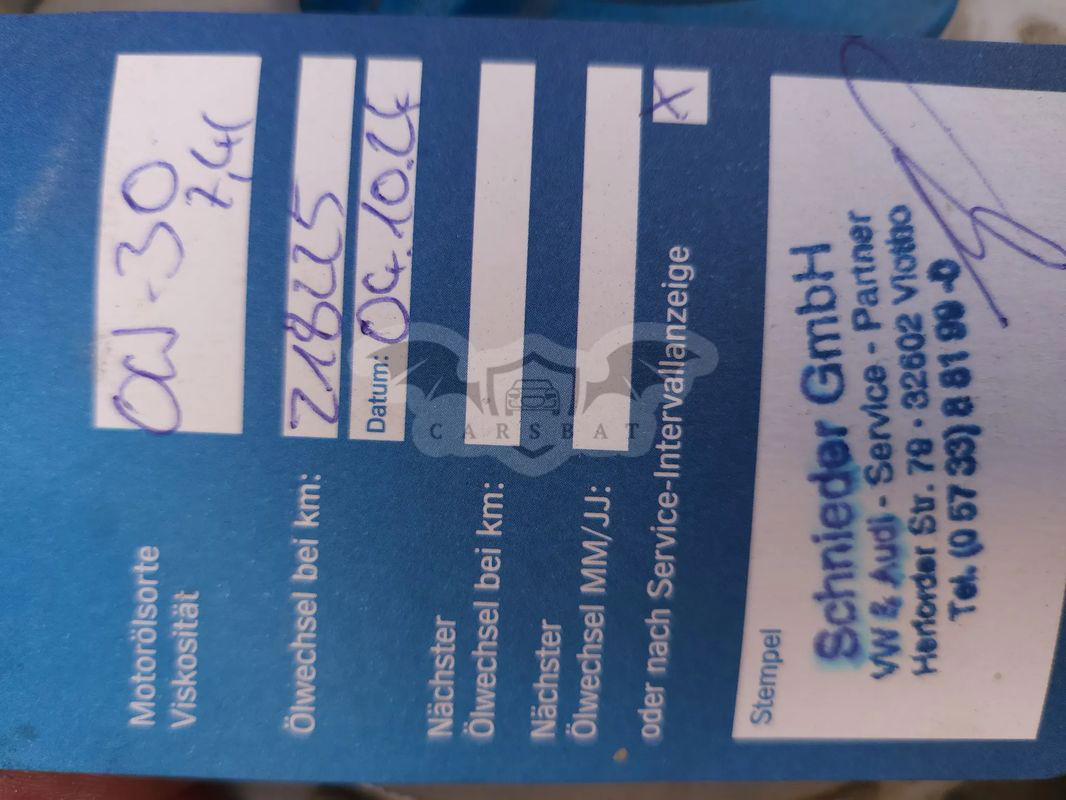 Motorölsorte
Viskosität
0W-30
7,4l
Ölwechsel bei km:
218225
Datum: 04.10.24
Nächster
Ölwechsel bei km:
Nächster
Ölwechsel MM/JJ:
oder nach Service-Intervallanzeige X
Stempel
Schnieder GmbH
VW & Audi - Service - Partner
Herforder Str. 79 · 32602 Vlotho
Tel. (0 57 33) 8 81 99 -0
CARSBAT